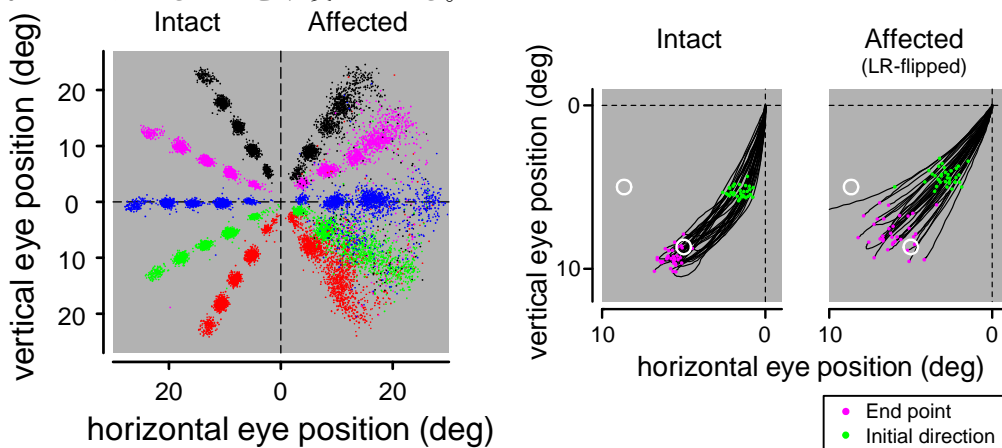 Intact Affected
20
10
0
10
20
20 0 20
vertical eye position (deg)
horizontal eye position (deg)
Intact Affected
(LR-flipped)
0
10
10 0 10 0
vertical eye position (deg)
horizontal eye position (deg)
End point
Initial direction